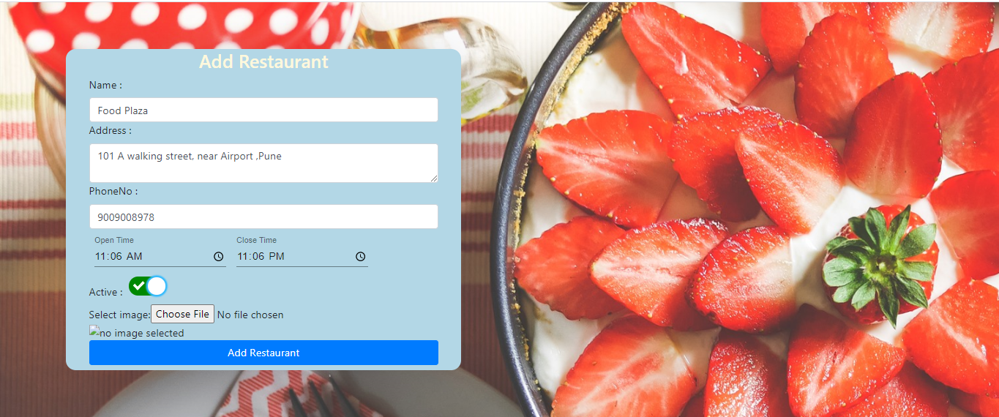 Add Restaurant
Name :
Food Plaza
Address :
101 A walking street, near Airport ,Pune
PhoneNo :
9009008978
Open Time Close Time
11:06 AM 11:06 PM
Active :
Select image: Choose File No file chosen
no image selected
Add Restaurant